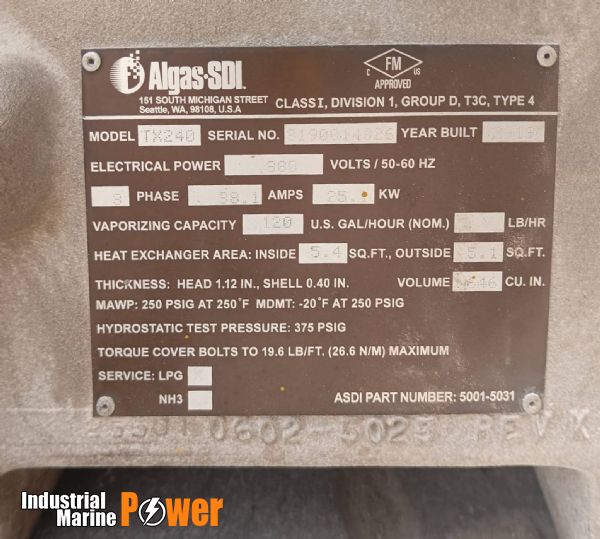 Algas·SDI
FM
C US
APPROVED
151 SOUTH MICHIGAN STREET
Seattle, WA, 98108, U.S.A
CLASS I, DIVISION 1, GROUP D, T3C, TYPE 4
MODEL TX240 SERIAL NO. YEAR BUILT
ELECTRICAL POWER 380 VOLTS / 50-60 HZ
3 PHASE 38.1 AMPS KW
VAPORIZING CAPACITY 120 U.S. GAL/HOUR (NOM.) LB/HR
HEAT EXCHANGER AREA: INSIDE 5.4 SQ.FT., OUTSIDE 5.1 SQ.FT.
THICKNESS: HEAD 1.12 IN., SHELL 0.40 IN. VOLUME CU. IN.
MAWP: 250 PSIG AT 250°F MDMT: -20°F AT 250 PSIG
HYDROSTATIC TEST PRESSURE: 375 PSIG
TORQUE COVER BOLTS TO 19.6 LB/FT. (26.6 N/M) MAXIMUM
SERVICE: LPG
NH3 ASDI PART NUMBER: 5001-5031
REV X
Industrial
Marine Power